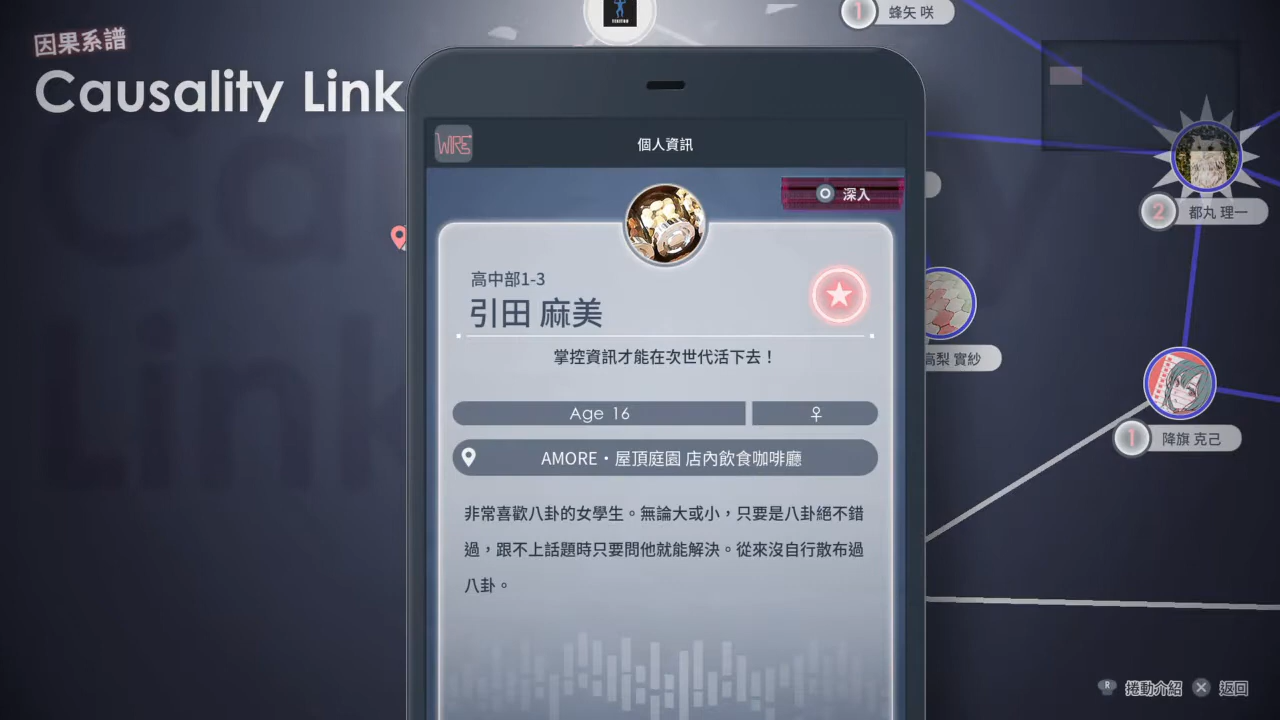 因果系譜
Causality Link
WIRE
個人資訊
深入
高中部1-3
引田 麻美
掌控資訊才能在次世代活下去！
Age 16
♀
AMORE・屋頂庭園 店內飲食咖啡廳
非常喜歡八卦的女學生。無論大或小，只要是八卦絕不錯
過，跟不上話題時只要問他就能解決。從來沒自行散布過
八卦。
1 蜂矢 咲
2 都丸 理一
高梨 實紗
1 降旗 克己
R 捲動介紹 返回